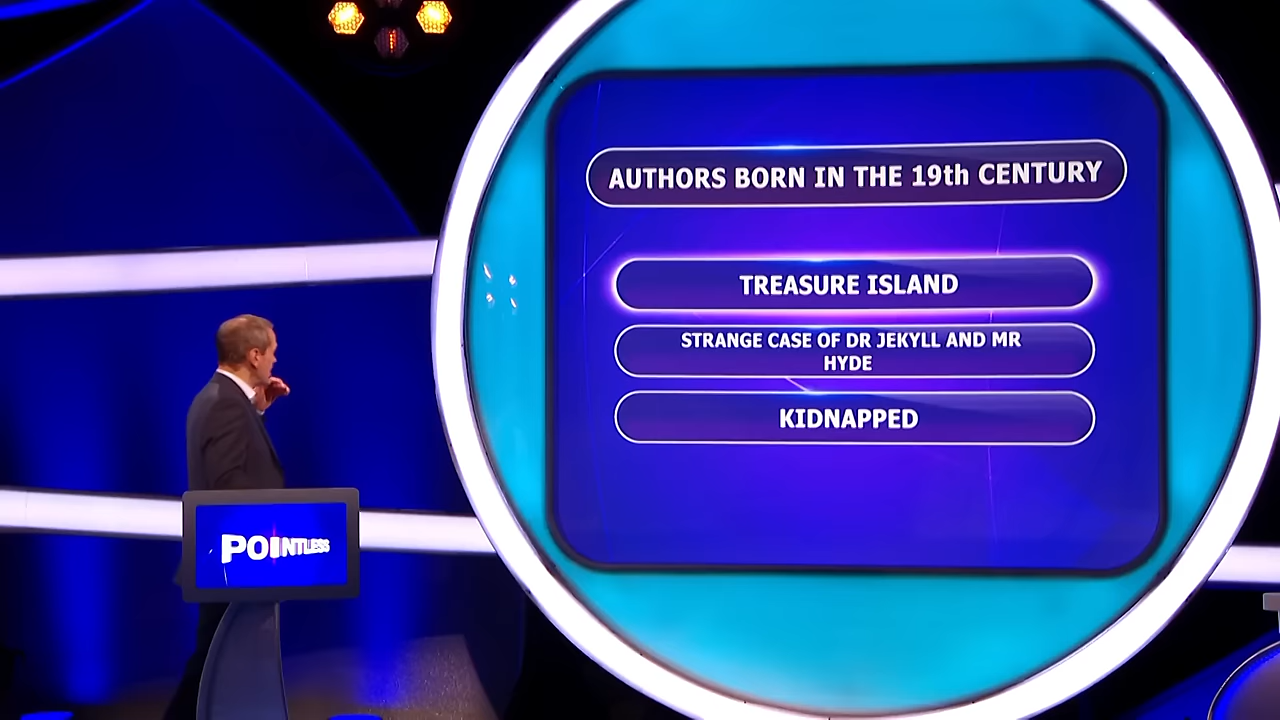 AUTHORS BORN IN THE 19th CENTURY
TREASURE ISLAND
STRANGE CASE OF DR JEKYLL AND MR
HYDE
KIDNAPPED
POINTLESS